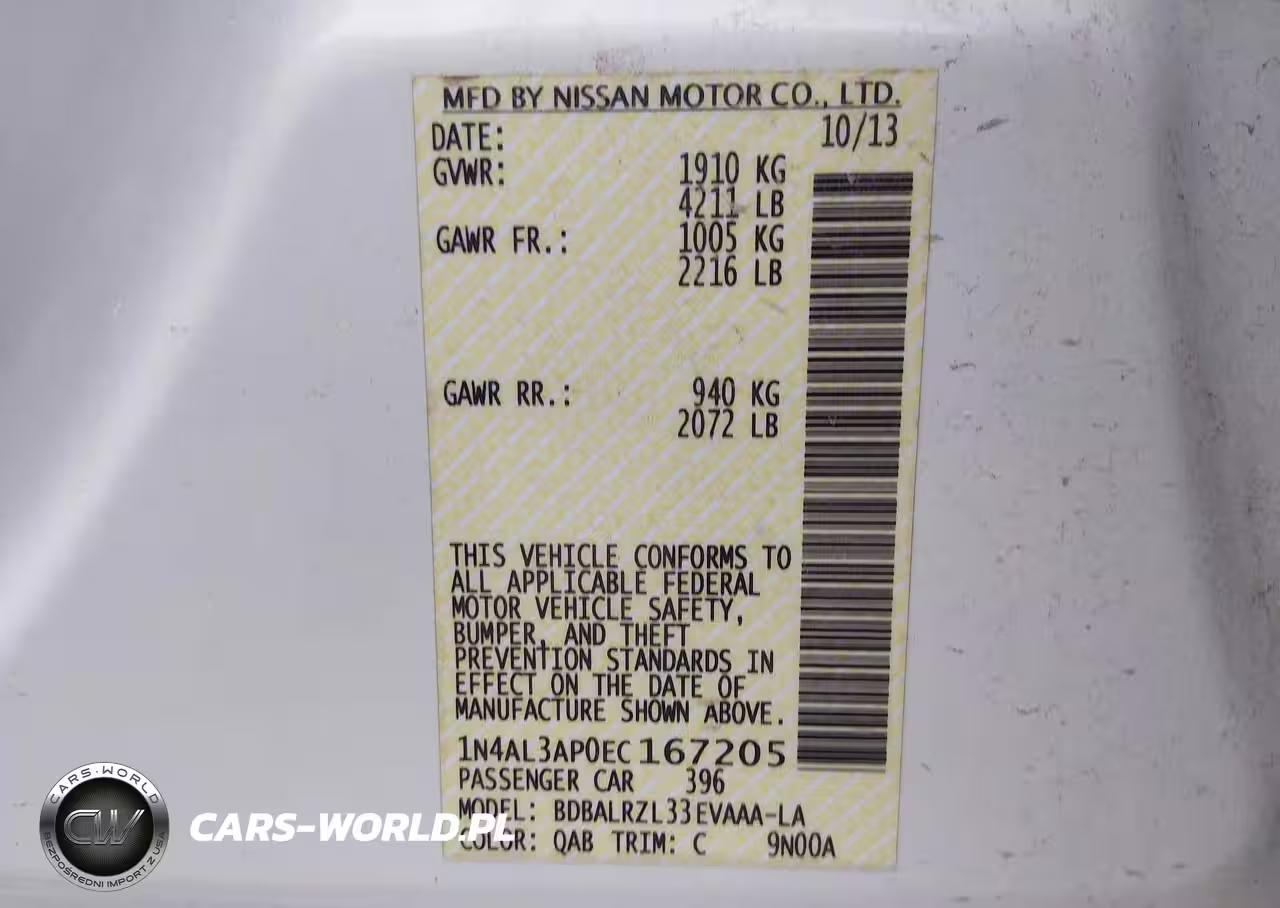 MFD BY NISSAN MOTOR CO., LTD.
DATE: 10/13
GVWR: 1910 KG
4211 LB
GAWR FR.: 1005 KG
2216 LB
GAWR RR.: 940 KG
2072 LB
THIS VEHICLE CONFORMS TO
ALL APPLICABLE FEDERAL
MOTOR VEHICLE SAFETY,
BUMPER, AND THEFT
PREVENTION STANDARDS IN
EFFECT ON THE DATE OF
MANUFACTURE SHOWN ABOVE.
1N4AL3AP0EC167205
PASSENGER CAR 396
MODEL: BDBALRZL33EVAAA-LA
COLOR: QAB TRIM: C 9N00A
CARS-WORLD
CW
BEZPOŚREDNI IMPORT Z USA
CARS-WORLD.PL